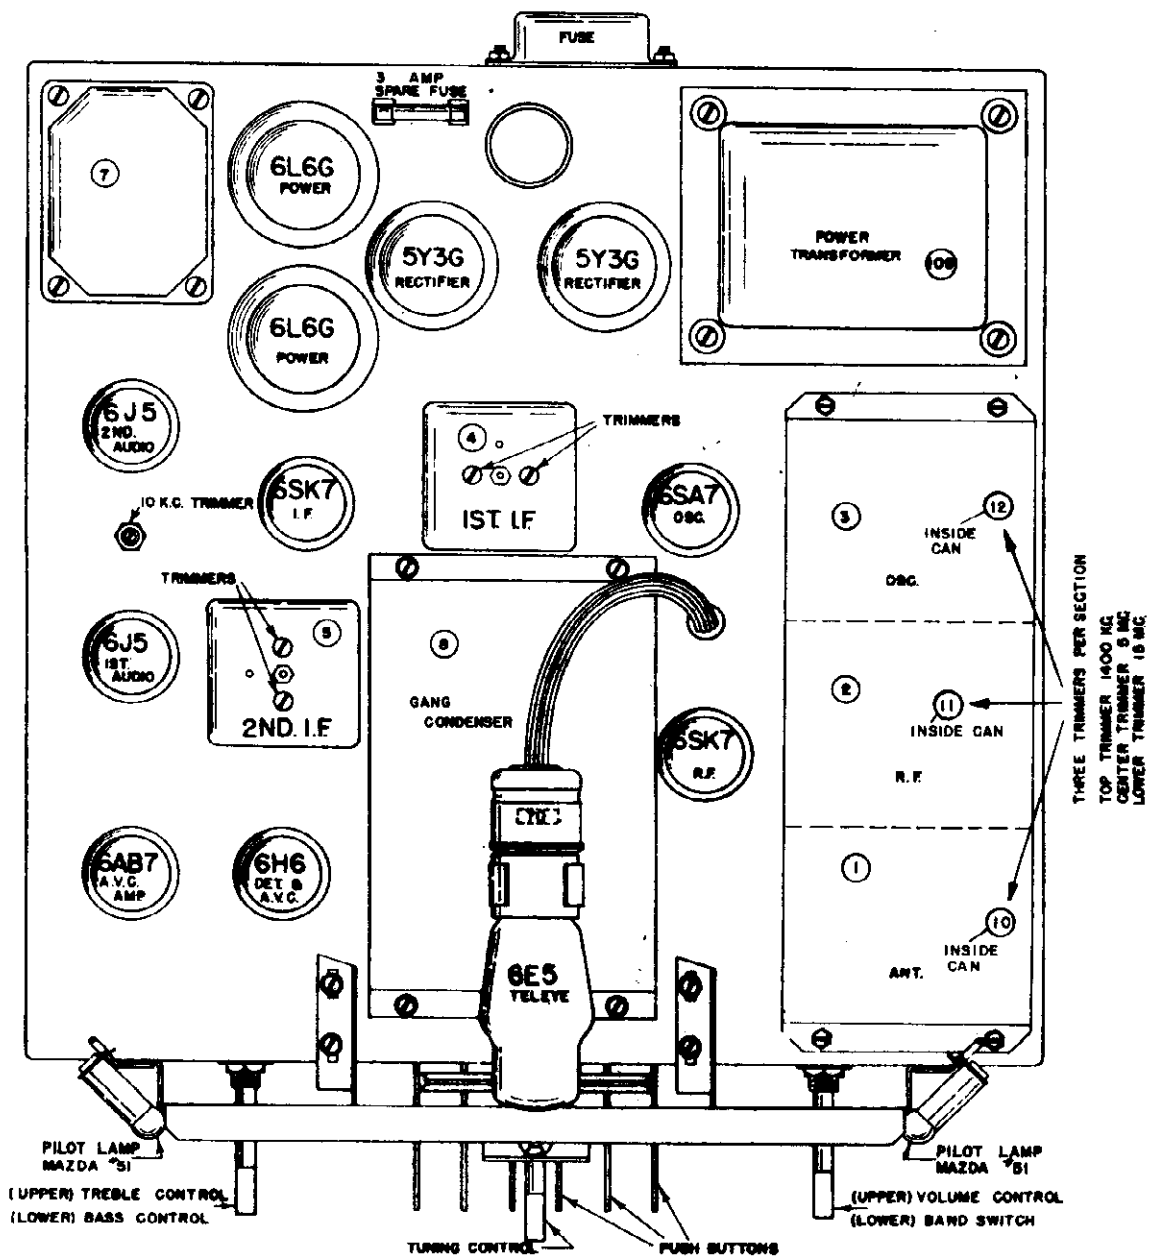 FUSE
3 AMP
SPARE FUSE
7
6L6G
POWER
5Y3G
RECTIFIER
5Y3G
RECTIFIER
POWER
TRANSFORMER
109
6L6G
POWER
6J5
2ND.
AUDIO
4
TRIMMERS
1ST. I.F.
6SK7
I.F.
10 K.C. TRIMMER
6SA7
OSC.
3
12
INSIDE
CAN
OSC.
TRIMMERS
5
2ND. I.F.
6J5
1ST.
AUDIO
8
GANG
CONDENSER
6SK7
R.F.
2
11
INSIDE CAN
R.F.
THREE TRIMMERS PER SECTION
TOP TRIMMER 1400 KC
CENTER TRIMMER 5 MC
LOWER TRIMMER 15 MC
6AB7
A.V.C.
AMP
6H6
DET. &
A.V.C.
1
10
INSIDE
CAN
ANT.
6E5
TELEYE
PILOT LAMP
MAZDA #51
(UPPER) TREBLE CONTROL
(LOWER) BASS CONTROL
TUNING CONTROL
PUSH BUTTONS
PILOT LAMP
MAZDA #51
(UPPER) VOLUME CONTROL
(LOWER) BAND SWITCH